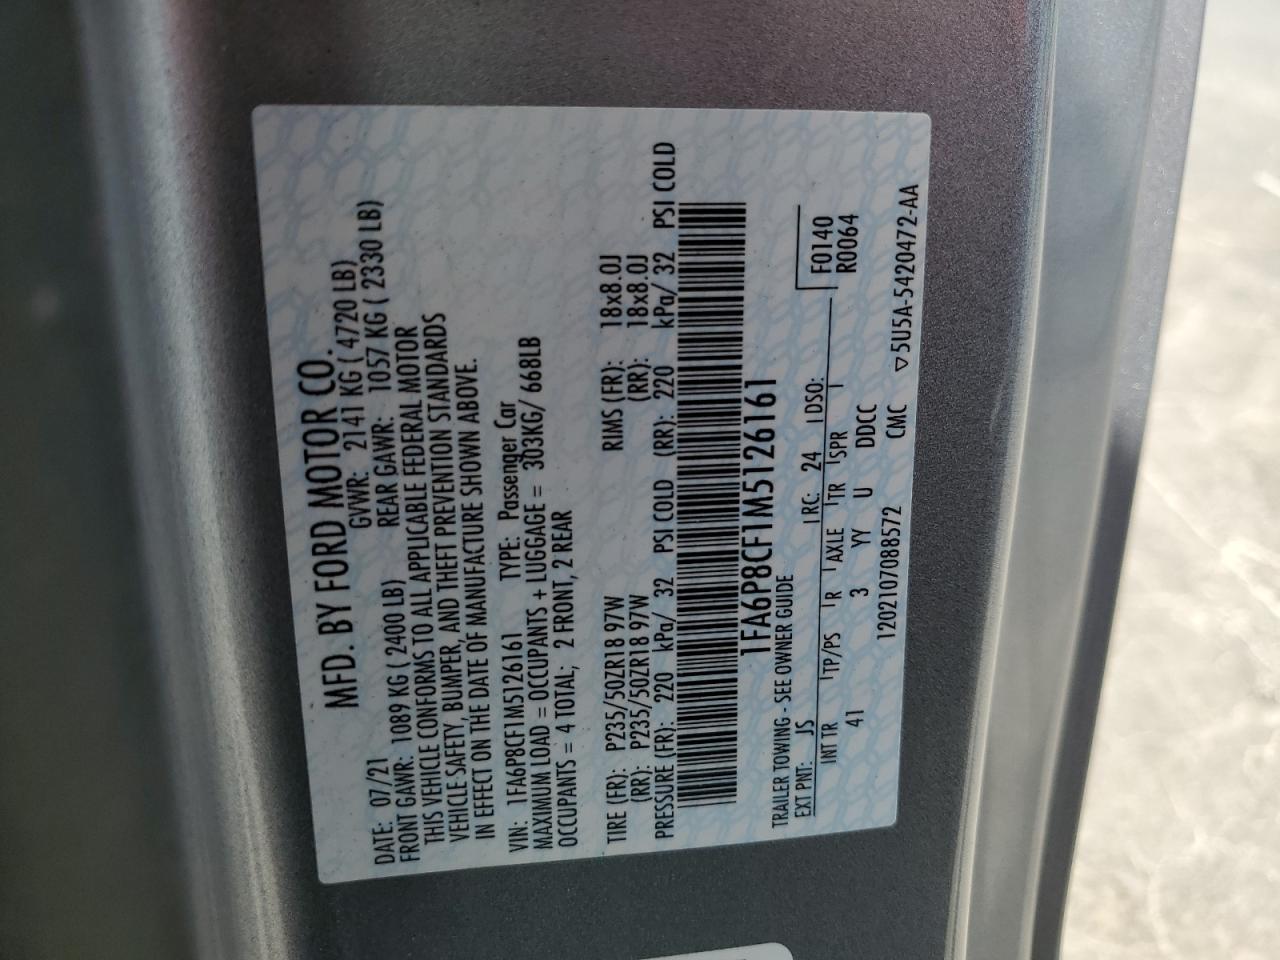 MFD. BY FORD MOTOR CO.
DATE: 07/21 GVWR: 2141 KG ( 4720 LB)
FRONT GAWR: 1089 KG ( 2400 LB) REAR GAWR: 1057 KG ( 2330 LB)
THIS VEHICLE CONFORMS TO ALL APPLICABLE FEDERAL MOTOR
VEHICLE SAFETY, BUMPER, AND THEFT PREVENTION STANDARDS
IN EFFECT ON THE DATE OF MANUFACTURE SHOWN ABOVE.
VIN: 1FA6P8CF1M5126161 TYPE: Passenger Car
MAXIMUM LOAD = OCCUPANTS + LUGGAGE = 303KG/ 668LB
OCCUPANTS = 4 TOTAL; 2 FRONT, 2 REAR
TIRE (FR): P235/50ZR18 97W RIMS (FR): 18x8.0J
(RR): P235/50ZR18 97W (RR): 18x8.0J
PRESSURE (FR): 220 kPa/ 32 PSI COLD (RR): 220 kPa/ 32 PSI COLD
1FA6P8CF1M5126161
TRAILER TOWING - SEE OWNER GUIDE
EXT PNT: JS RC: 24 DSO: F0140
INT TR TP/PS R AXLE TR SPR R0064
41 3 YY U DDCC
1202107088572 CMC ▽ 5U5A-5420472-AA